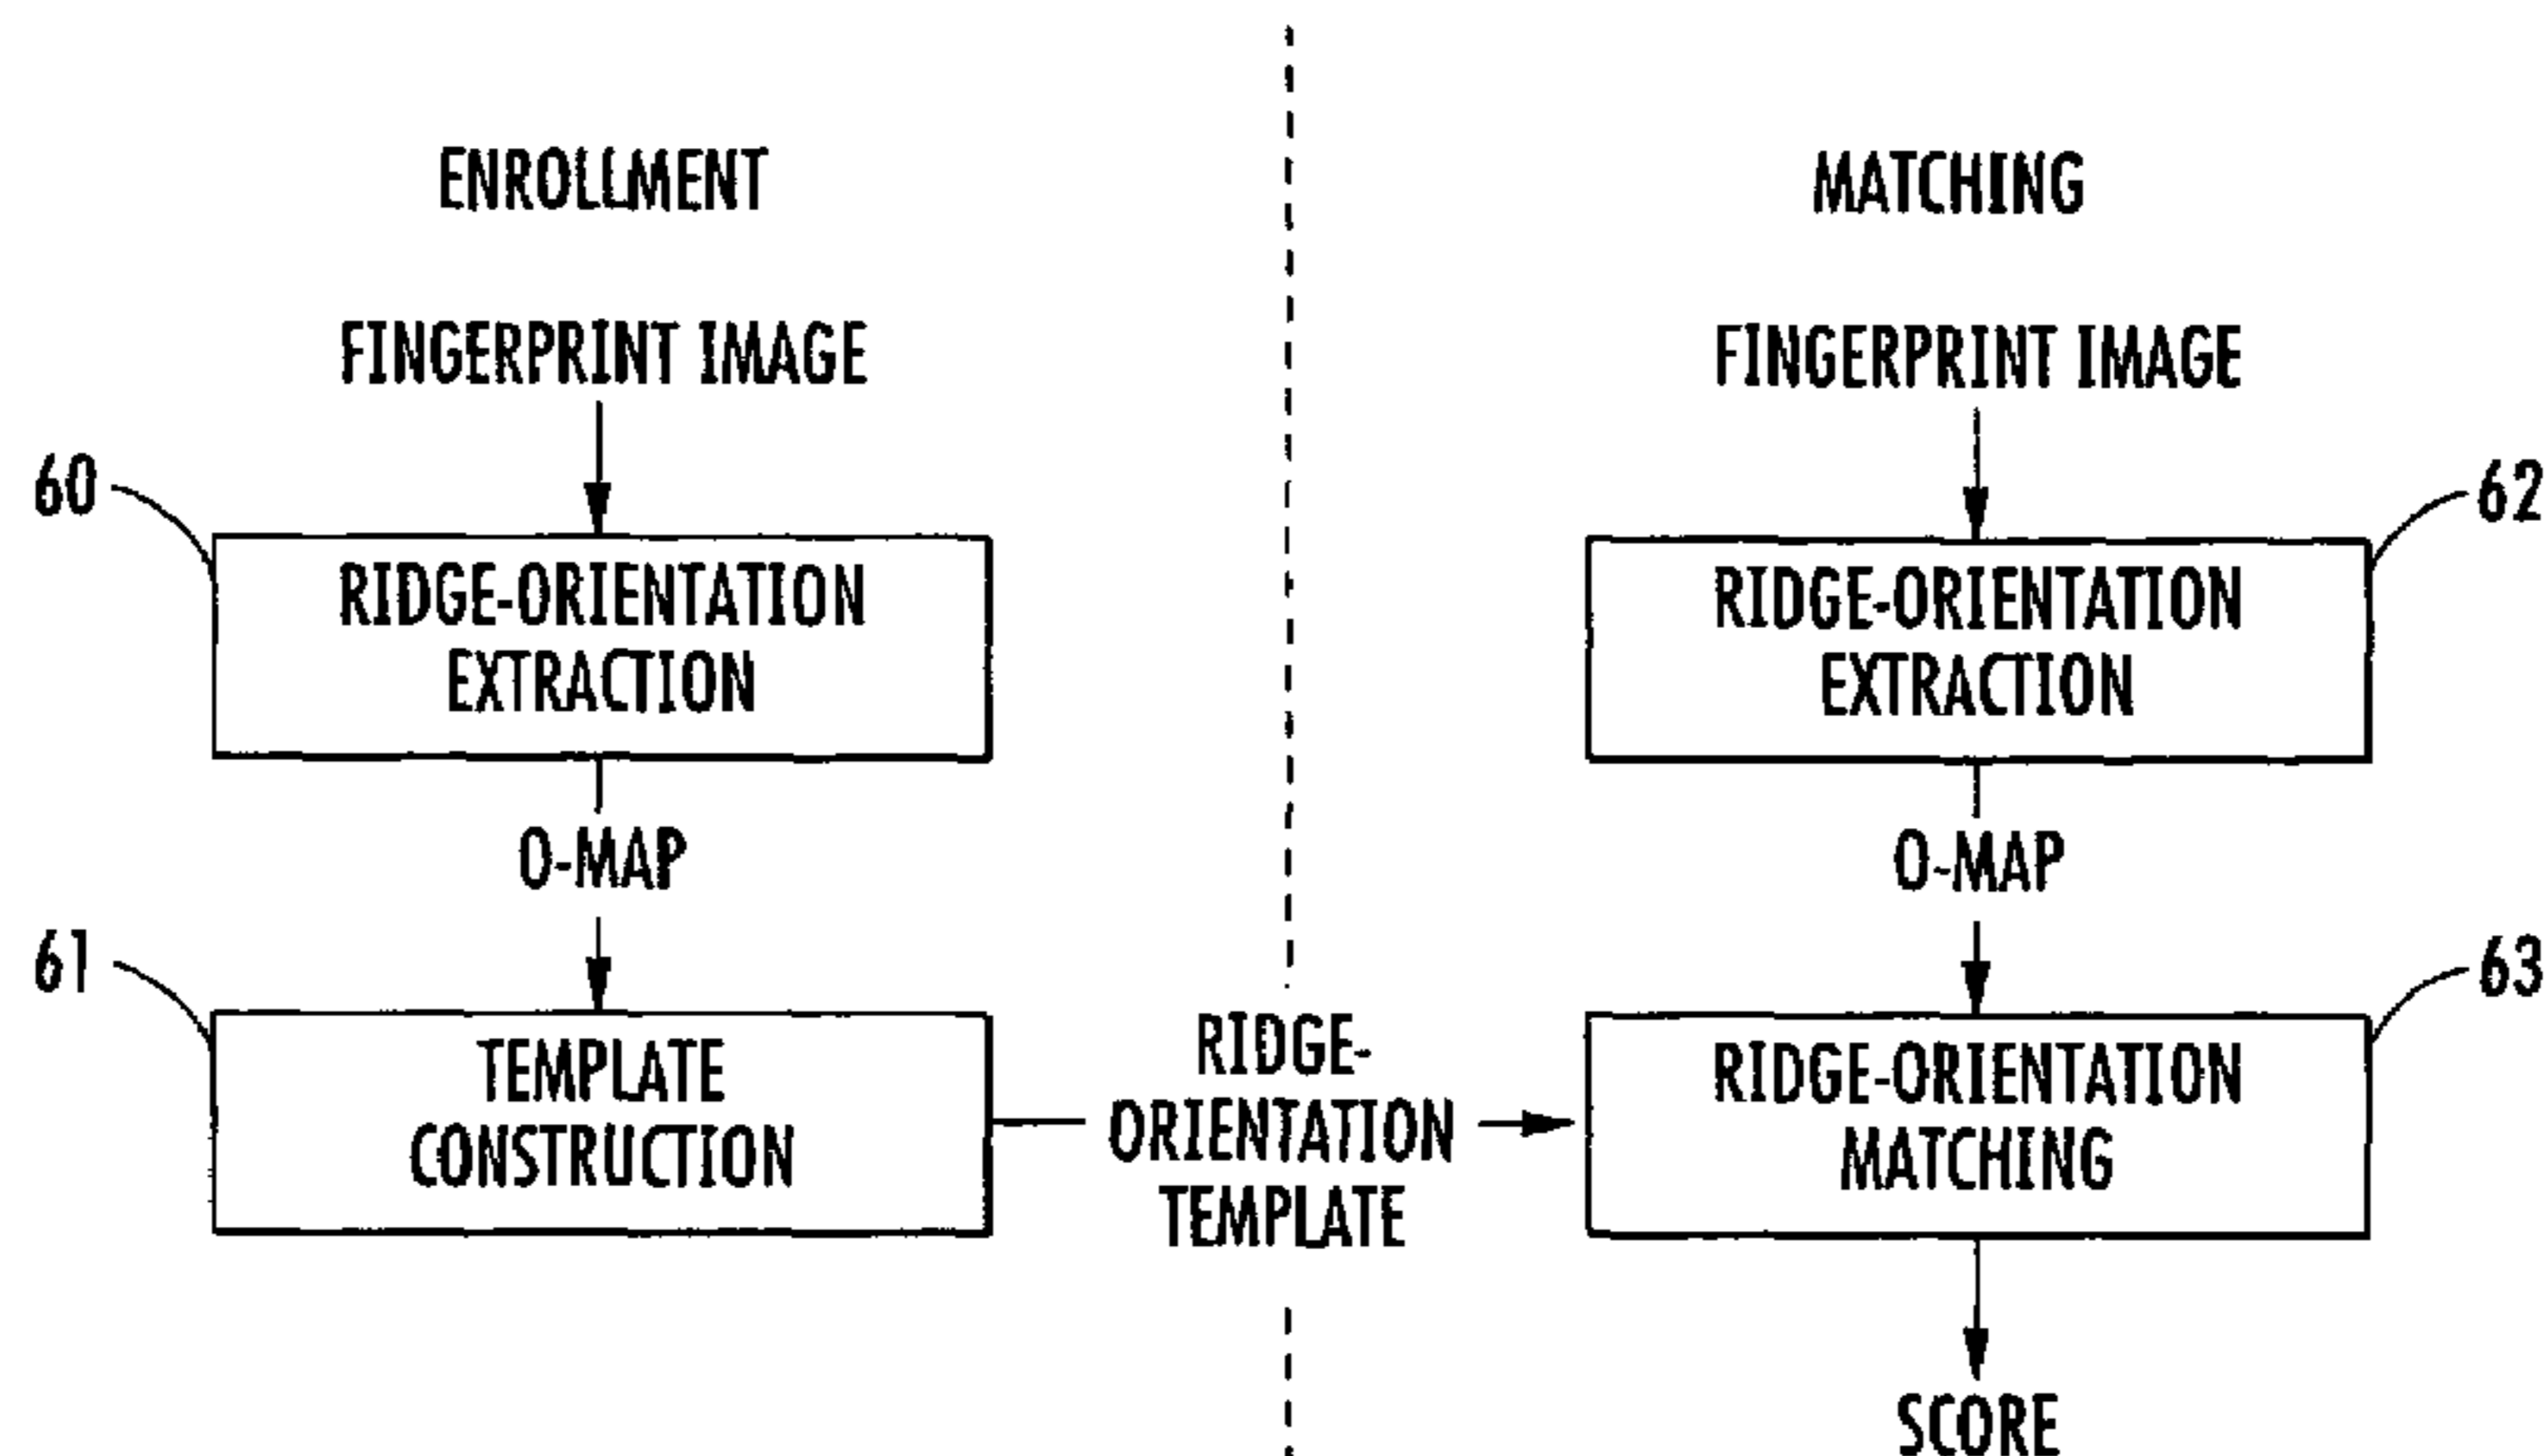 ENROLLMENT
FINGERPRINT IMAGE
60
RIDGE-ORIENTATION
EXTRACTION
O-MAP
61
TEMPLATE
CONSTRUCTION
RIDGE-
ORIENTATION
TEMPLATE
MATCHING
FINGERPRINT IMAGE
62
RIDGE-ORIENTATION
EXTRACTION
O-MAP
63
RIDGE-ORIENTATION
MATCHING
SCORE